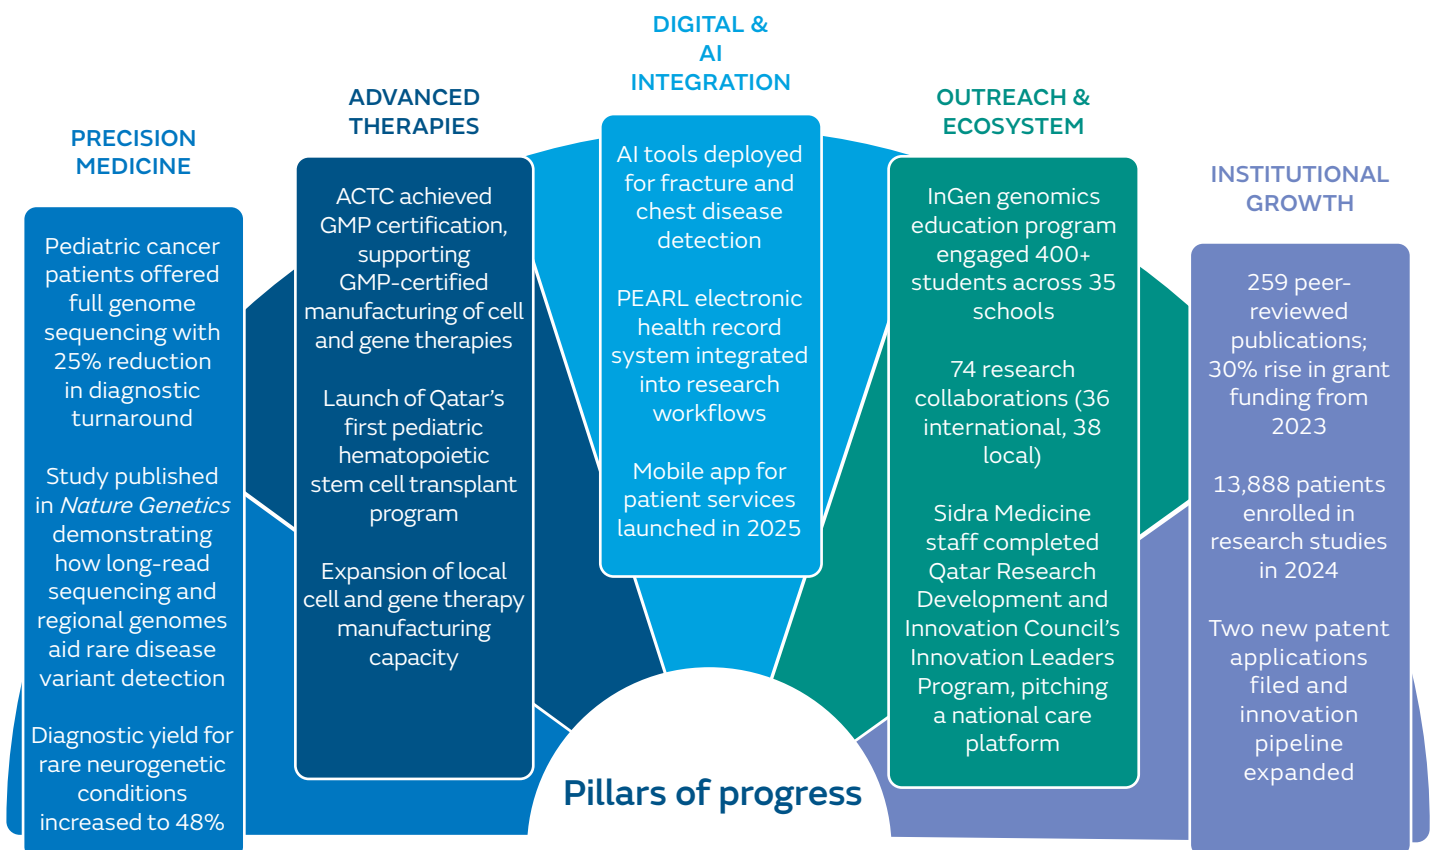 PRECISION
MEDICINE
Pediatric cancer
patients offered
full genome
sequencing with
25% reduction
in diagnostic
turnaround
Study published
in Nature Genetics
demonstrating
how long-read
sequencing and
regional genomes
aid rare disease
variant detection
Diagnostic yield for
rare neurogenetic
conditions
increased to 48%
ADVANCED
THERAPIES
ACTC achieved
GMP certification,
supporting
GMP-certified
manufacturing of cell
and gene therapies
Launch of Qatar’s
first pediatric
hematopoietic
stem cell transplant
program
Expansion of local
cell and gene therapy
manufacturing
capacity
DIGITAL &
AI
INTEGRATION
AI tools deployed
for fracture and
chest disease
detection
PEARL electronic
health record
system integrated
into research
workflows
Mobile app for
patient services
launched in 2025
OUTREACH &
ECOSYSTEM
InGen genomics
education program
engaged 400+
students across 35
schools
74 research
collaborations (36
international, 38
local)
Sidra Medicine
staff completed
Qatar Research
Development and
Innovation Council’s
Innovation Leaders
Program, pitching
a national care
platform
INSTITUTIONAL
GROWTH
259 peer-
reviewed
publications;
30% rise in grant
funding from
2023
13,888 patients
enrolled in
research studies
in 2024
Two new patent
applications
filed and
innovation
pipeline
expanded
Pillars of progress